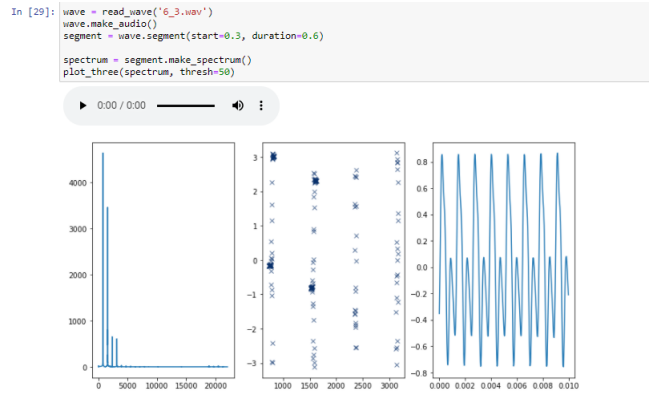 In [29]: wave = read_wave('6_3.wav')
wave.make_audio()
segment = wave.segment(start=0.3, duration=0.6)
spectrum = segment.make_spectrum()
plot_three(spectrum, thresh=50)
0:00 / 0:00
4000
3000
2000
1000
0
0 5000 10000 15000 20000
3
2
1
0
−1
−2
−3
1000 1500 2000 2500 3000
0.8
0.6
0.4
0.2
0.0
−0.2
−0.4
−0.6
−0.8
0.000 0.002 0.004 0.006 0.008 0.010